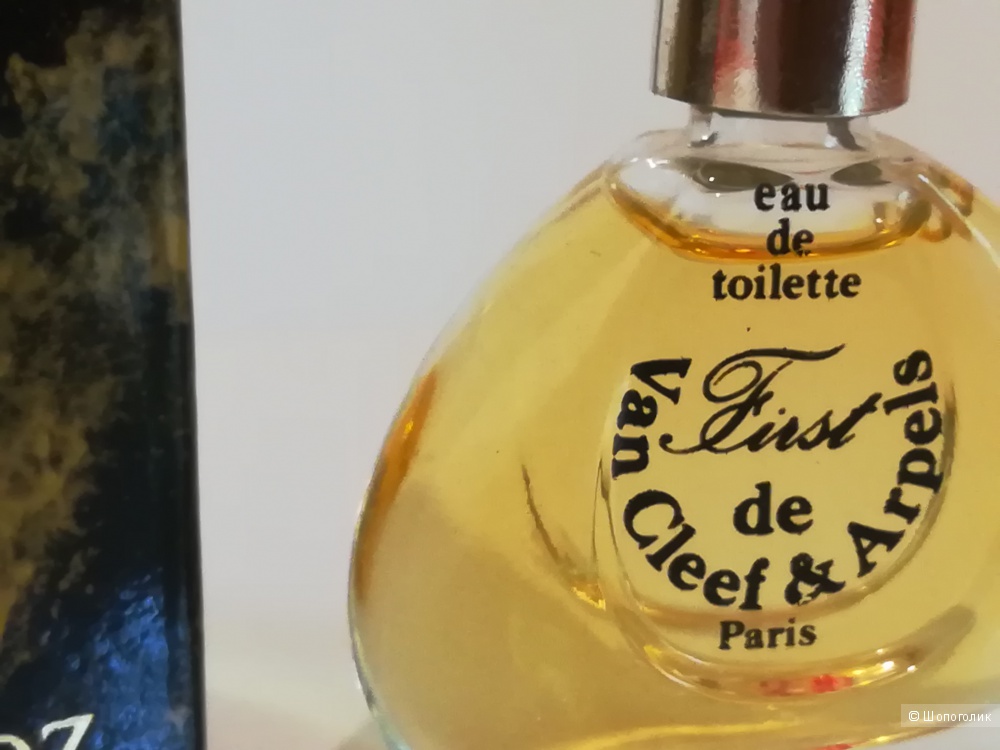 eau
de
toilette
First
de
Van Cleef & Arpels
Paris
© Шопоголик